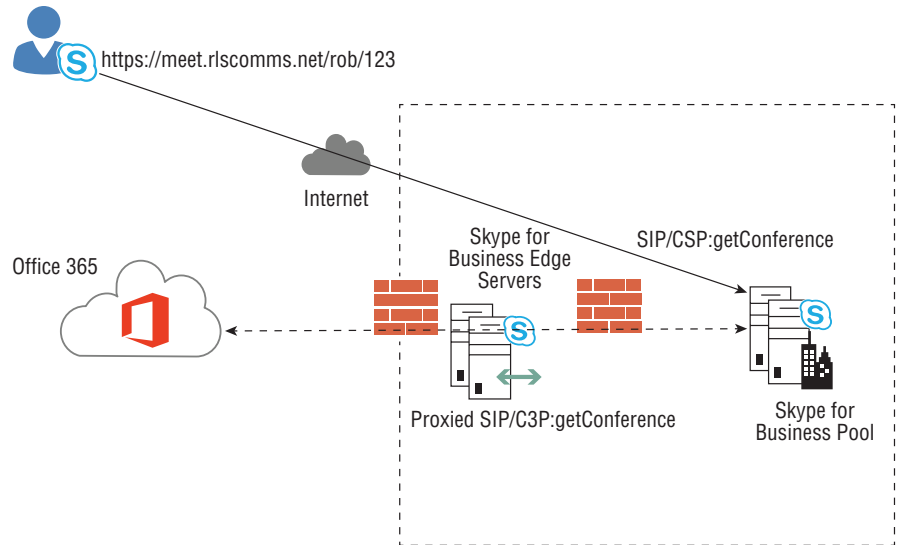 https://meet.rlscomms.net/rob/123
Internet
Skype for
Business Edge
Servers
SIP/CSP:getConference
Office 365
Proxied SIP/C3P:getConference
Skype for
Business Pool